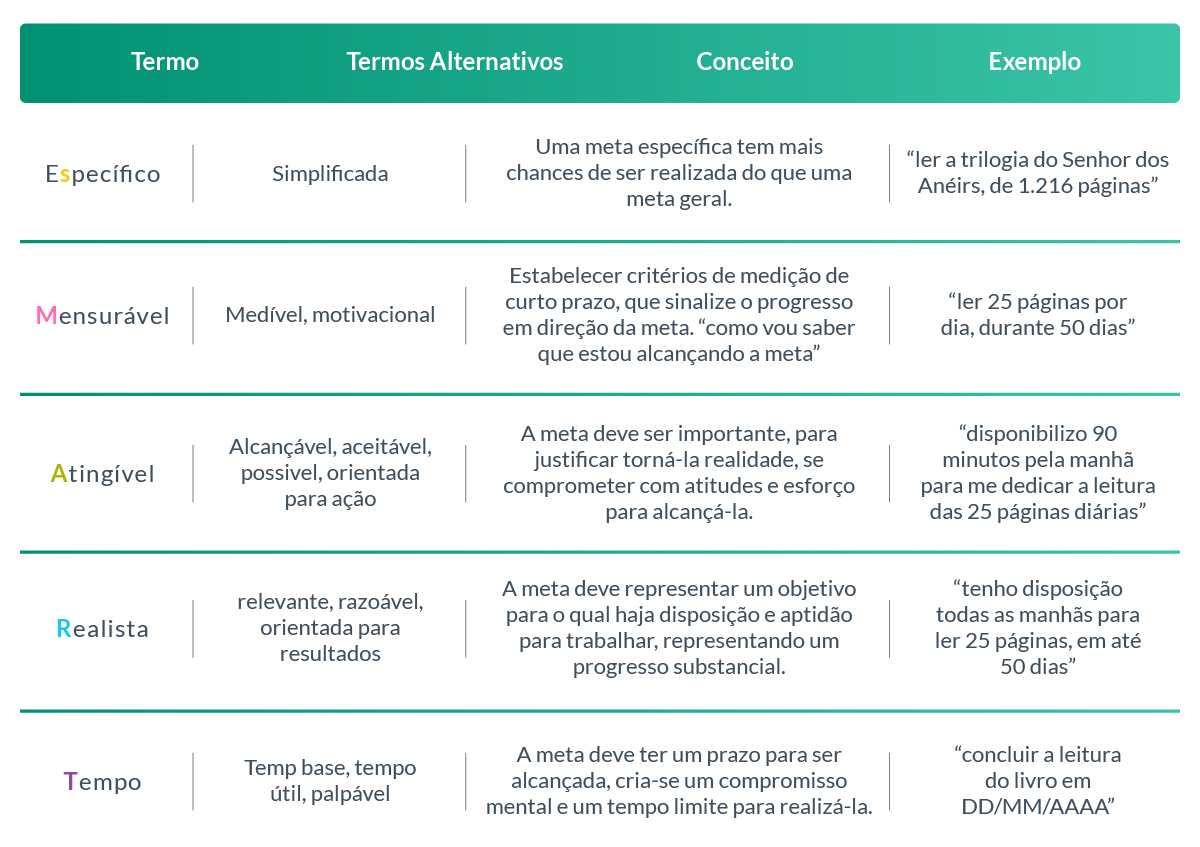 Termo Termos Alternativos Conceito Exemplo
Específico
Simplificada
Uma meta específica tem mais
chances de ser realizada do que uma
meta geral.
“ler a trilogia do Senhor dos
Anéirs, de 1.216 páginas”
Mensurável
Medível, motivacional
Estabelecer critérios de medição de
curto prazo, que sinalize o progresso
em direção da meta. “como vou saber
que estou alcançando a meta”
“ler 25 páginas por
dia, durante 50 dias”
Atingível
Alcançável, aceitável,
possivel, orientada
para ação
A meta deve ser importante, para
justificar torná-la realidade, se
comprometer com atitudes e esforço
para alcançá-la.
“disponibilizo 90
minutos pela manhã
para me dedicar a leitura
das 25 páginas diárias”
Realista
relevante, razoável,
orientada para
resultados
A meta deve representar um objetivo
para o qual haja disposição e aptidão
para trabalhar, representando um
progresso substancial.
“tenho disposição
todas as manhãs para
ler 25 páginas, em até
50 dias”
Tempo
Temp base, tempo
útil, palpável
A meta deve ter um prazo para ser
alcançada, cria-se um compromisso
mental e um tempo limite para realizá-la.
“concluir a leitura
do livro em
DD/MM/AAAA”